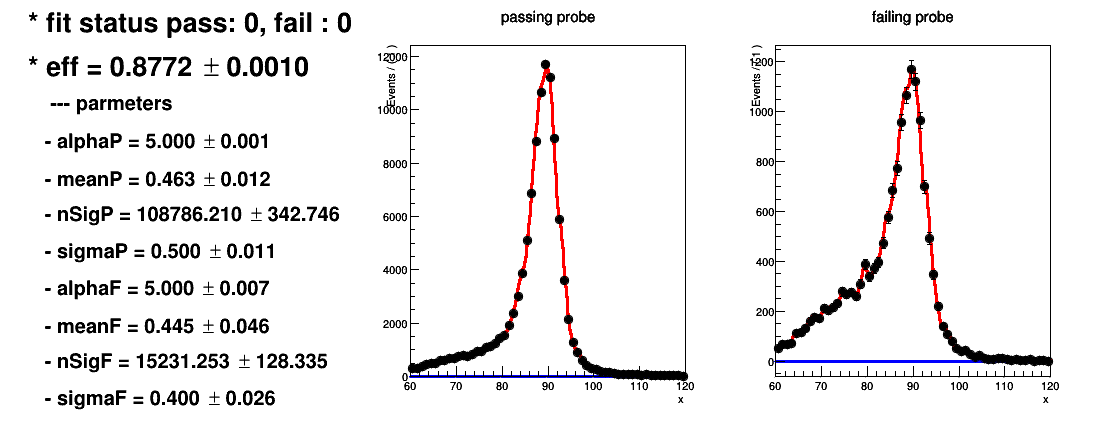 * fit status pass: 0, fail : 0
* eff = 0.8772 ± 0.0010
--- parmeters
- alphaP = 5.000 ± 0.001
- meanP = 0.463 ± 0.012
- nSigP = 108786.210 ± 342.746
- sigmaP = 0.500 ± 0.011
- alphaF = 5.000 ± 0.007
- meanF = 0.445 ± 0.046
- nSigF = 15231.253 ± 128.335
- sigmaF = 0.400 ± 0.026
passing probe
Events / ( 1 )
12000
10000
8000
6000
4000
2000
0
60 70 80 90 100 110 120
x
failing probe
Events / ( 1 )
1200
1000
800
600
400
200
0
60 70 80 90 100 110 120
x